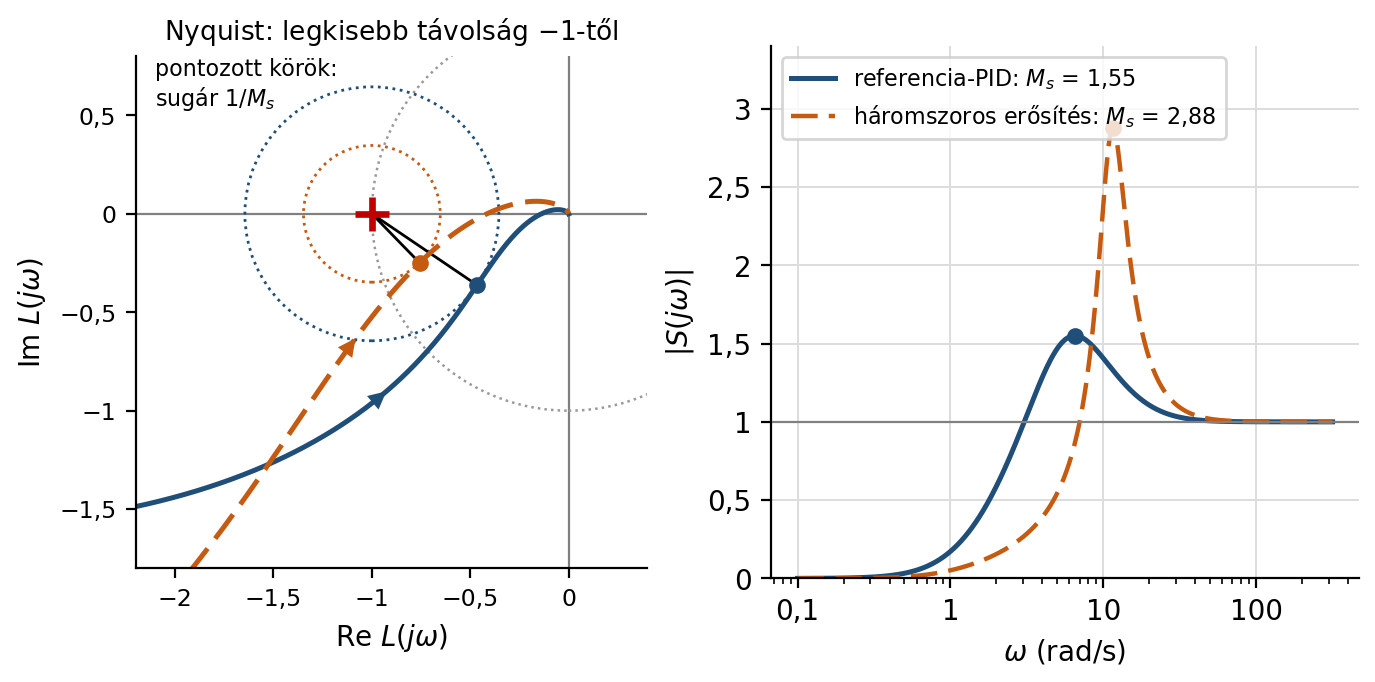 Nyquist: legkisebb távolság −1-től
pontozott körök:
sugár 1/Ms
0,5
0
−0,5
−1
−1,5
Im L(jω)
−2
−1,5
−1
−0,5
0
Re L(jω)
referencia-PID: Ms = 1,55
háromszoros erősítés: Ms = 2,88
3
2,5
2
1,5
1
0,5
0
|S(jω)|
0,1
1
10
100
ω (rad/s)